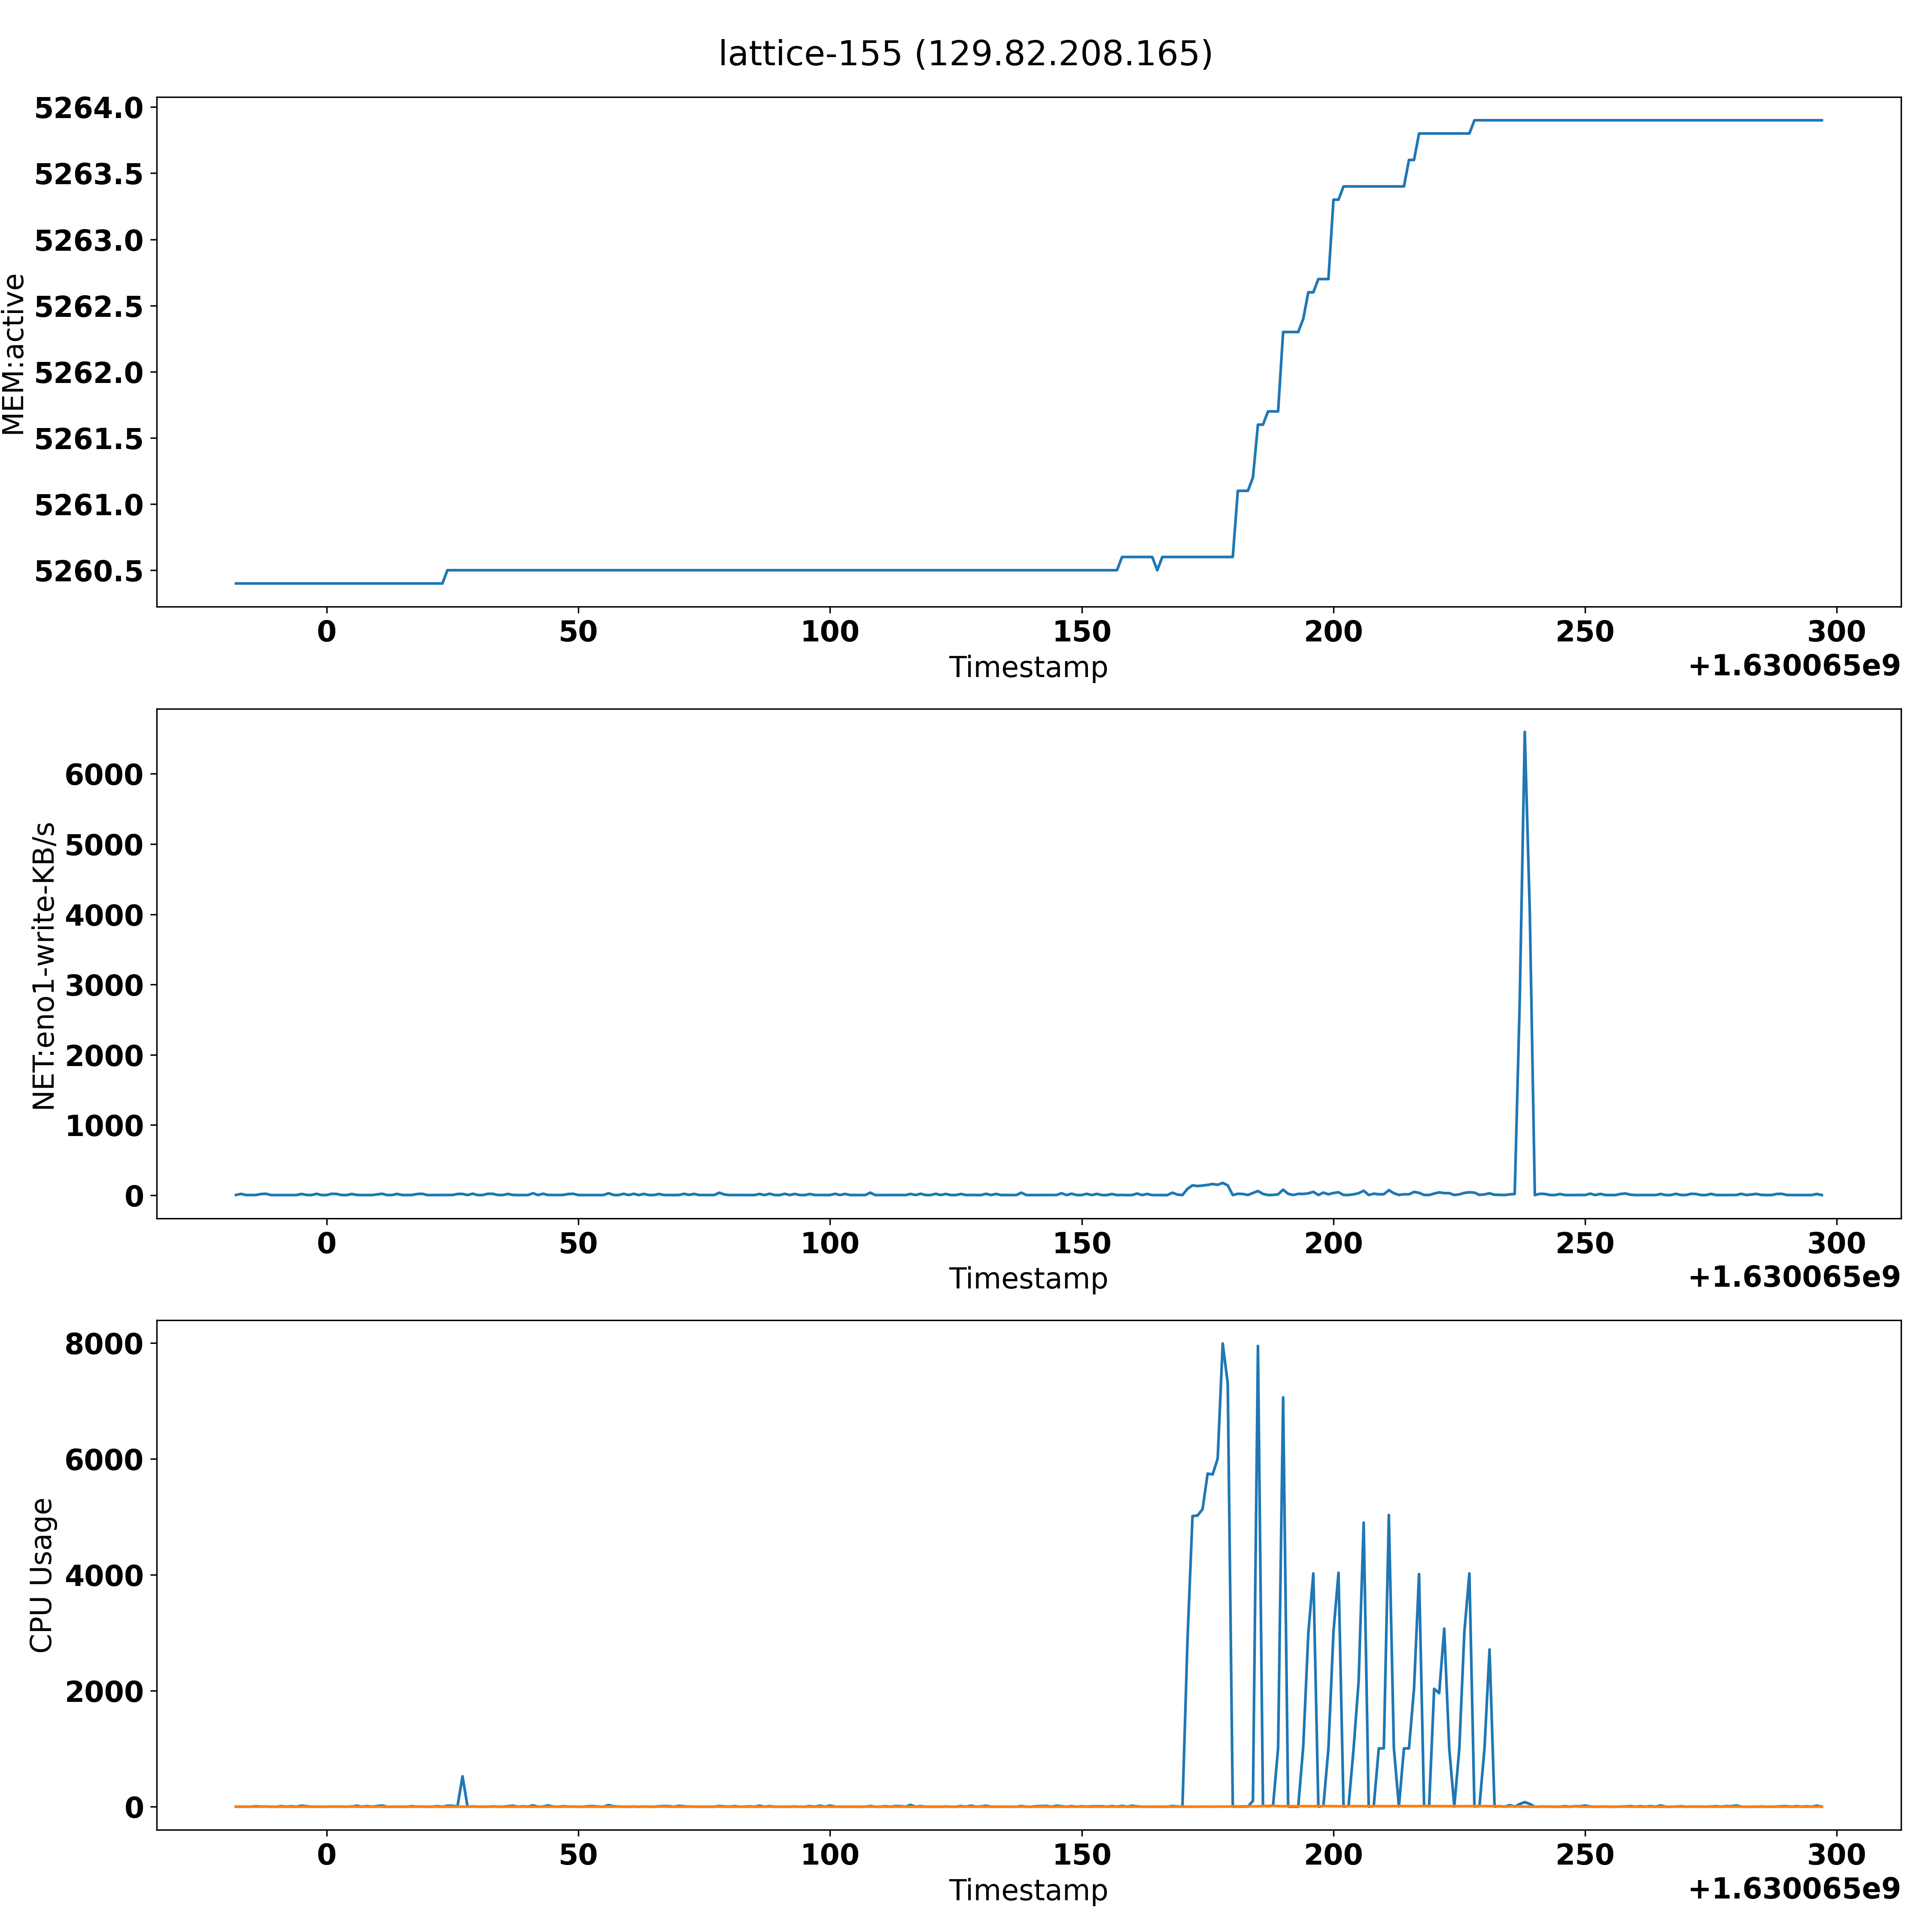 lattice-155 (129.82.208.165)
5264.0
5263.5
5263.0
5262.5
5262.0
5261.5
5261.0
5260.5
MEM:active
0 50 100 150 200 250 300
Timestamp
+1.630065e9
6000
5000
4000
3000
2000
1000
0
NET:eno1-write-KB/s
0 50 100 150 200 250 300
Timestamp
+1.630065e9
8000
6000
4000
2000
0
CPU Usage
0 50 100 150 200 250 300
Timestamp
+1.630065e9